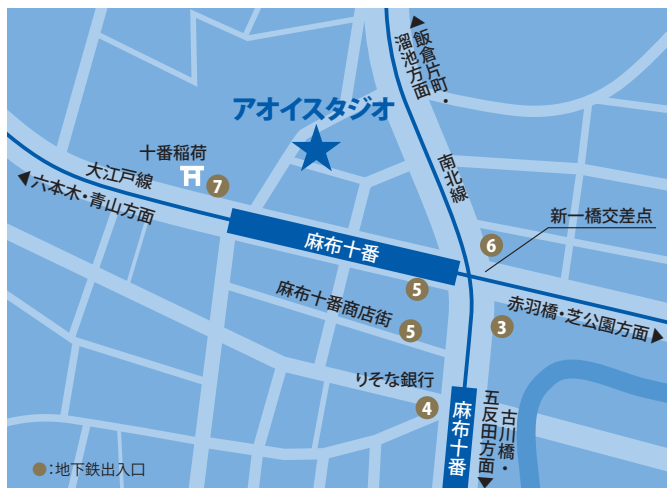 飯倉片町・
溜池方面
アオイスタジオ
十番稲荷
7
大江戸線
六本木・青山方面
南北線
新一橋交差点
6
麻布十番
5
麻布十番商店街
5
3
赤羽橋・芝公園方面
りそな銀行
4
麻布十番
古川橋・
五反田方面
:地下鉄出入口